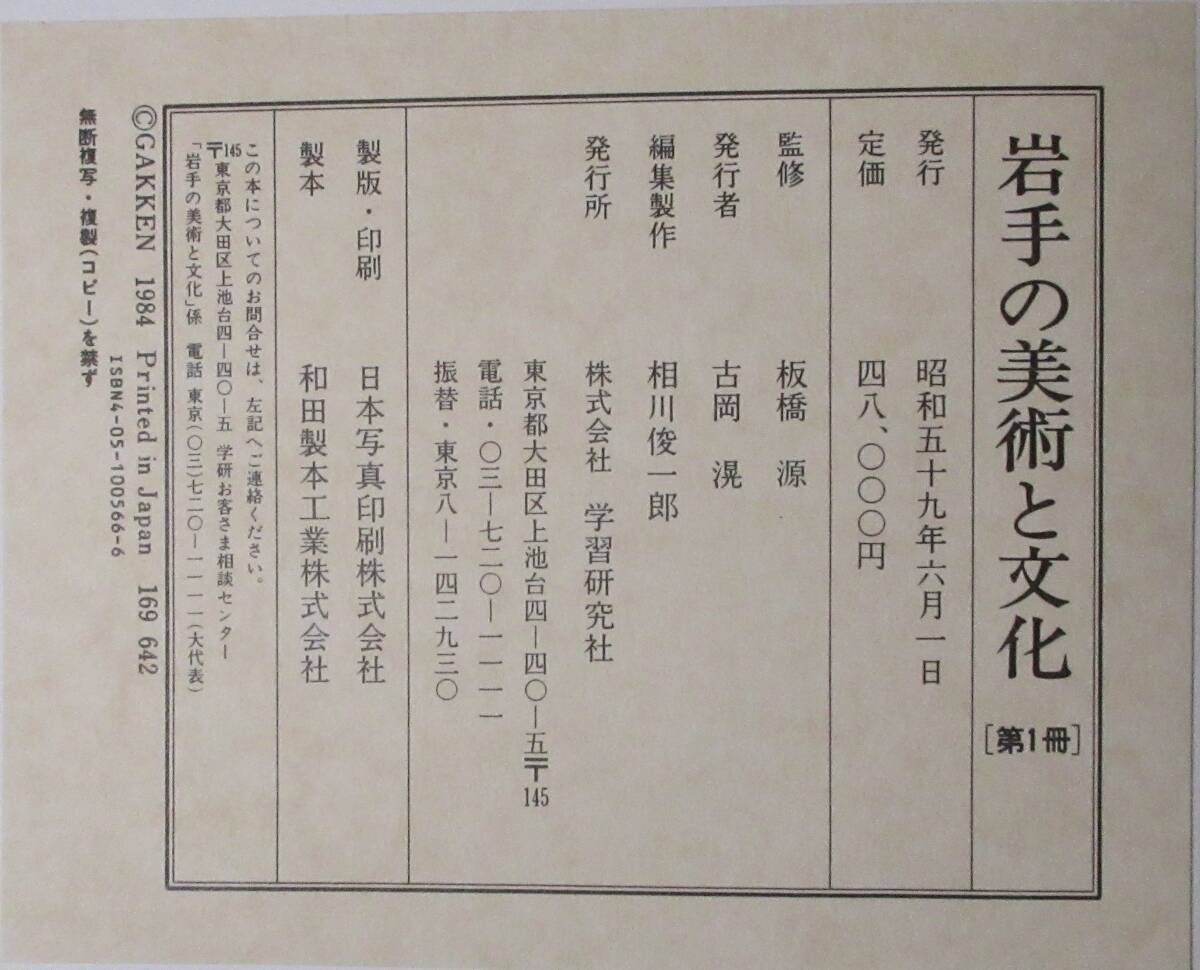 岩手の美術と文化 [第1冊]
発行 昭和五十九年六月一日
定価 四八、〇〇〇円
監修 板橋 源
発行者 古岡 滉
編集製作 相川俊一郎
発行所 株式会社 学習研究社
東京都大田区上池台四―四〇―五〒145
電話・〇三―七二〇―一一一一
振替・東京八―一四二九三〇
製版・印刷 日本写真印刷株式会社
製本 和田製本工業株式会社
この本についてのお問合せは、左記へご連絡ください。
〒145東京都大田区上池台四―四〇―五 学研お客さま相談センター
「岩手の美術と文化」係 電話 東京(〇三)七二〇―一一一一(大代表)
©GAKKEN 1984 Printed in Japan 169 642
ISBN4-05-100566-6
無断複写・複製(コピー)を禁ず